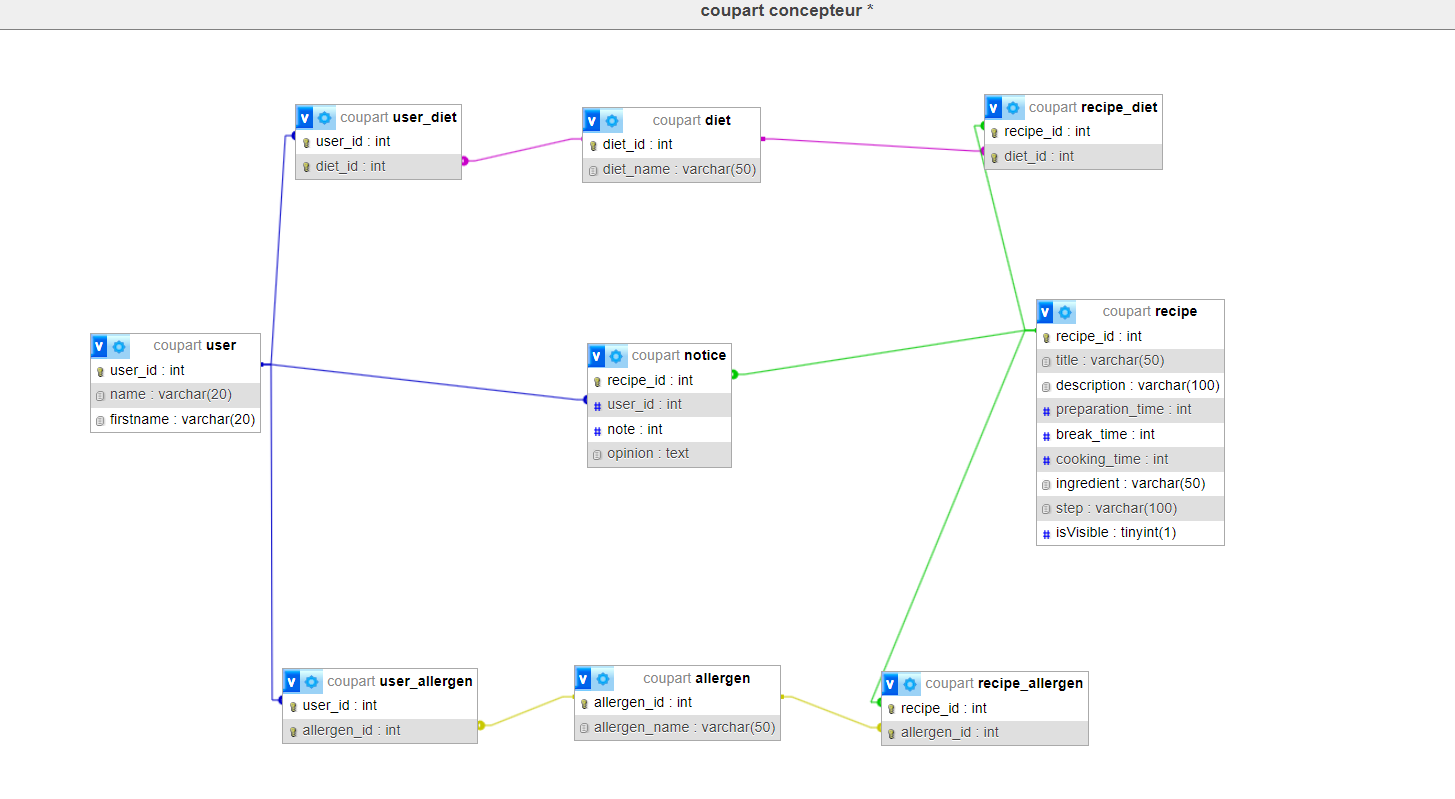 coupart concepteur *
v coupart user_diet
user_id : int
diet_id : int
v coupart diet
diet_id : int
diet_name : varchar(50)
v coupart recipe_diet
recipe_id : int
diet_id : int
v coupart user
user_id : int
name : varchar(20)
firstname : varchar(20)
v coupart notice
recipe_id : int
# user_id : int
# note : int
opinion : text
v coupart recipe
recipe_id : int
title : varchar(50)
description : varchar(100)
# preparation_time : int
# break_time : int
# cooking_time : int
ingredient : varchar(50)
step : varchar(100)
# isVisible : tinyint(1)
v coupart user_allergen
user_id : int
allergen_id : int
v coupart allergen
allergen_id : int
allergen_name : varchar(50)
v coupart recipe_allergen
recipe_id : int
allergen_id : int